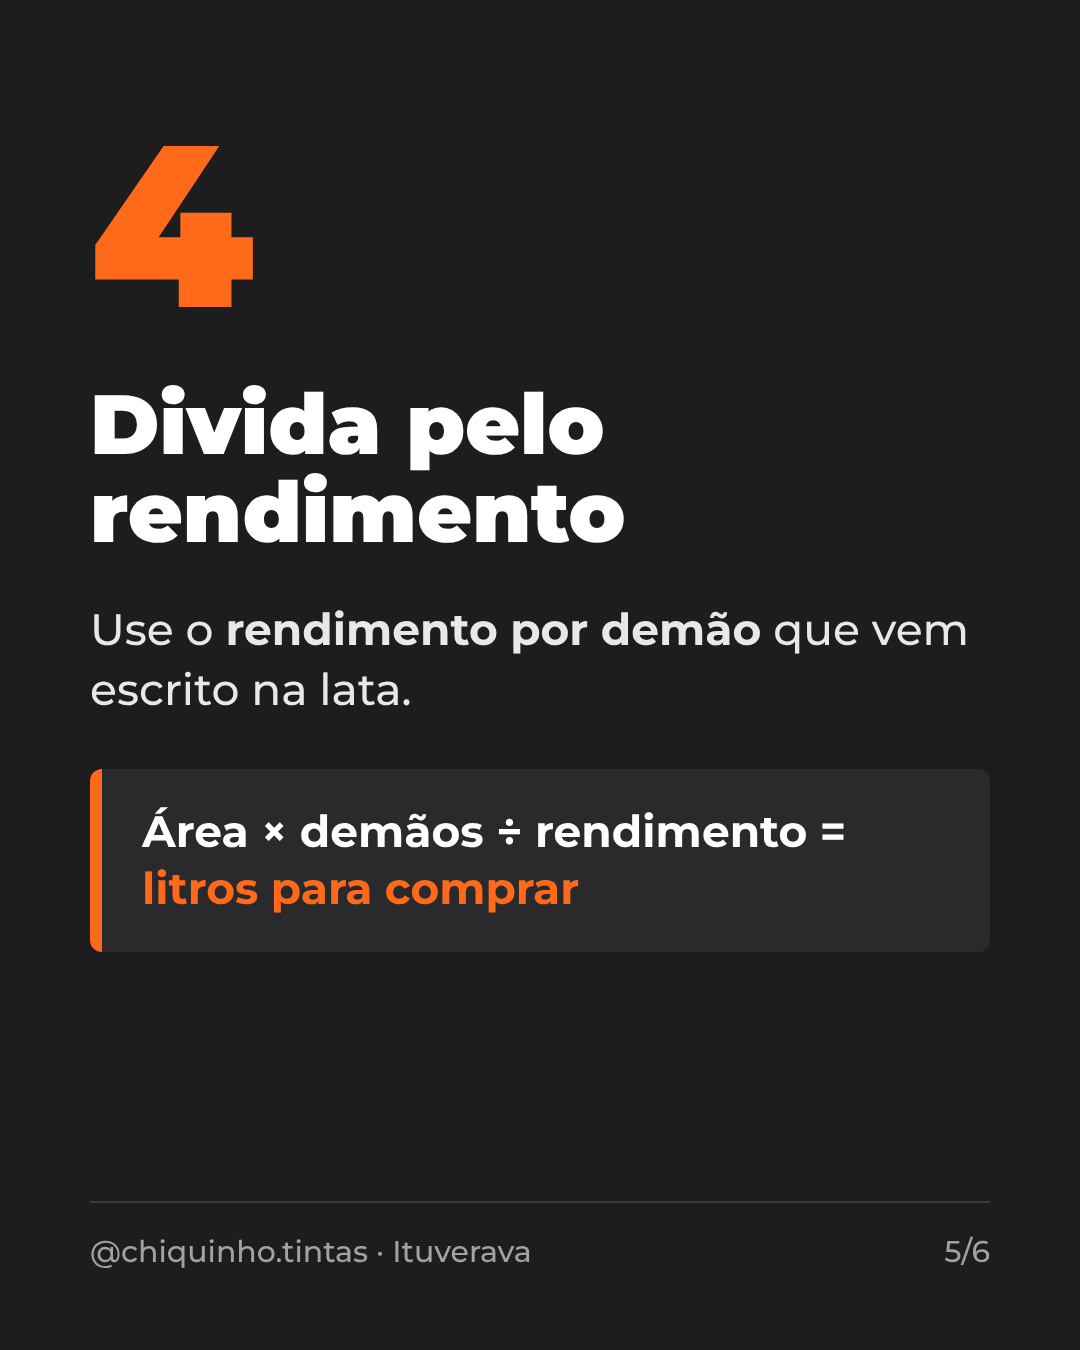 4
Divida pelo
rendimento
Use o rendimento por demão que vem
escrito na lata.
Área × demãos ÷ rendimento =
litros para comprar
@chiquinho.tintas · Ituverava
5/6